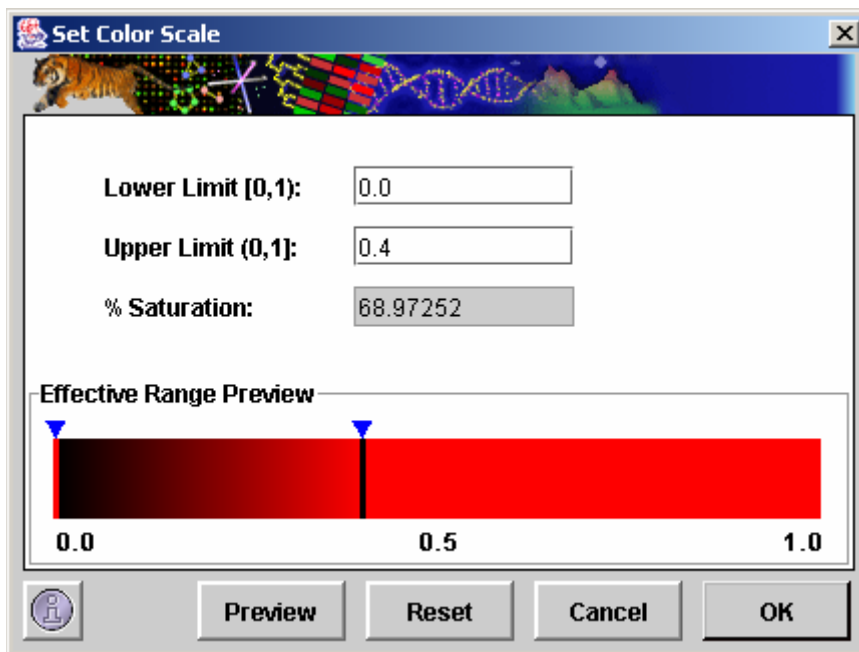 Set Color Scale
Lower Limit [0,1): 0.0
Upper Limit (0,1]: 0.4
% Saturation: 68.97252
Effective Range Preview
0.0 0.5 1.0
Preview Reset Cancel OK